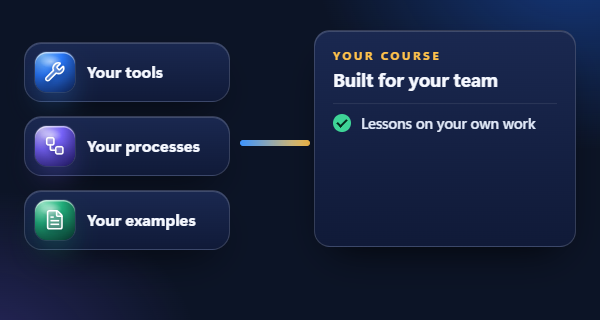 Your tools
Your processes
Your examples
YOUR COURSE
Built for your team
Lessons on your own work